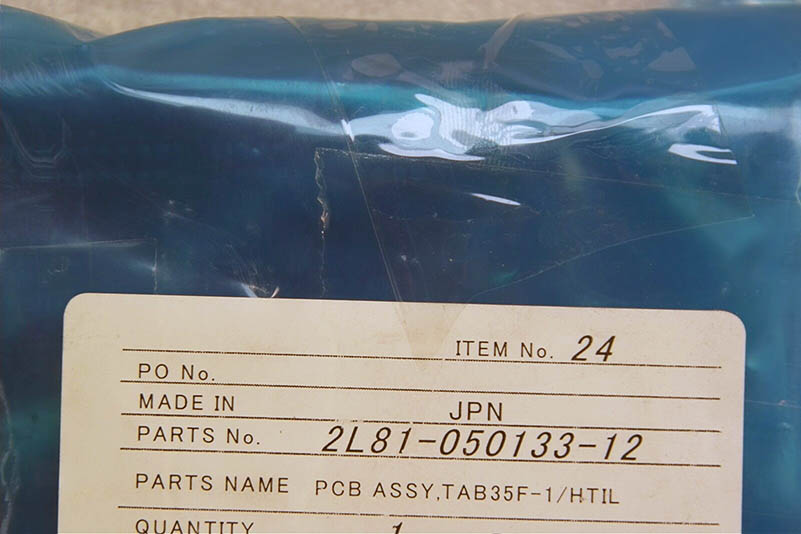 ITEM No. 24
PO No.
MADE IN JPN
PARTS No. 2L81-050133-12
PARTS NAME PCB ASSY,TAB35F-1/HTIL
QUANTITY 1